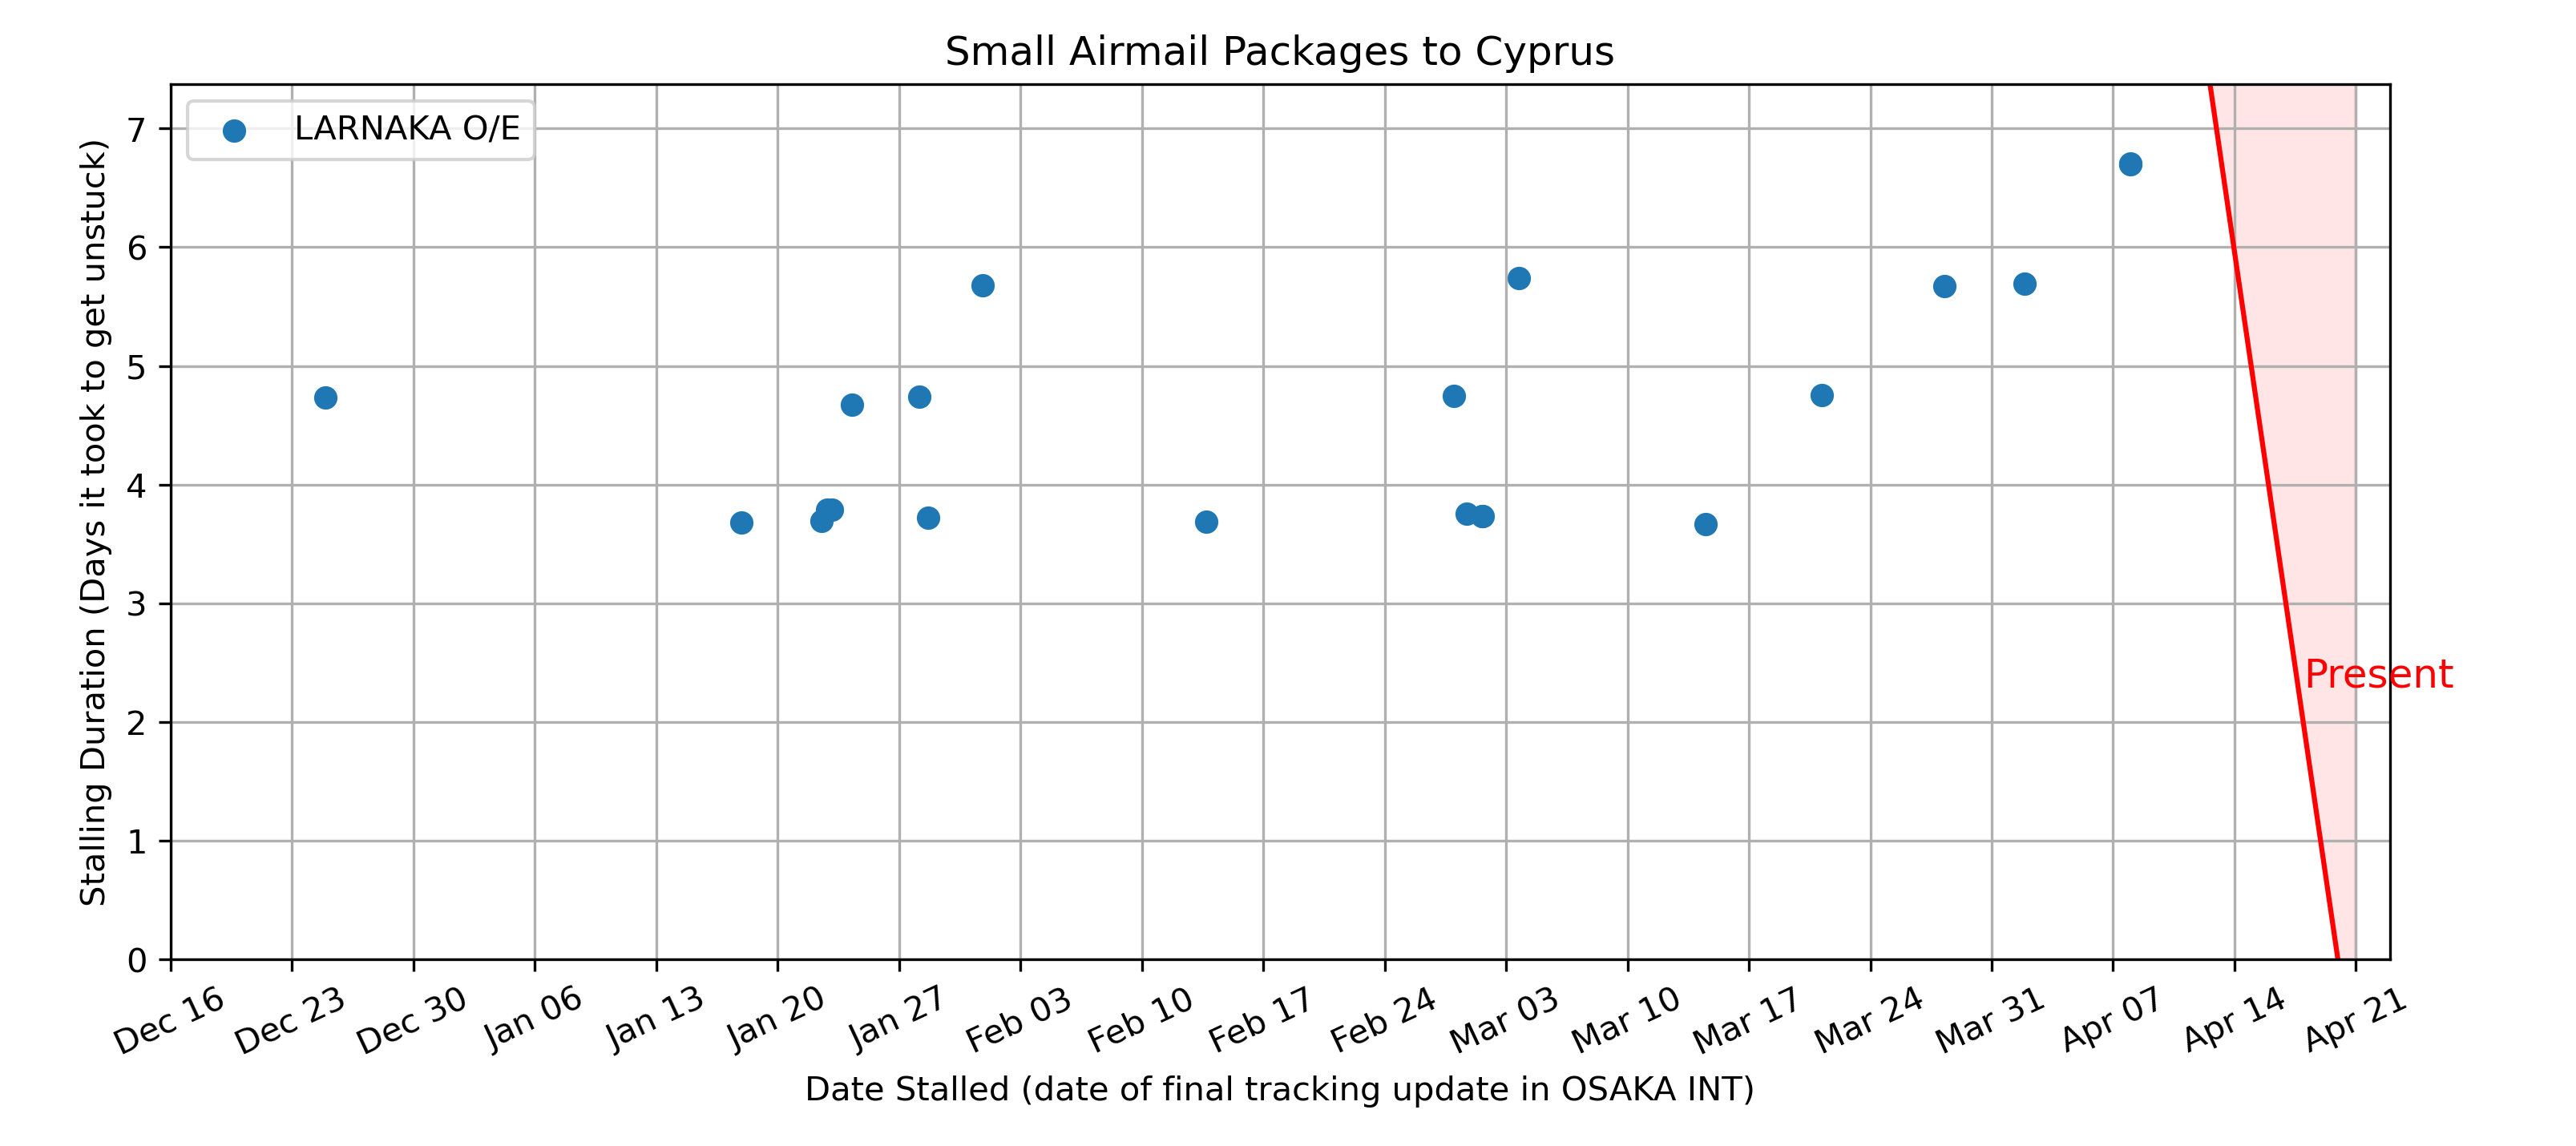 Small Airmail Packages to Cyprus
LARNAKA O/E
Stalling Duration (Days it took to get unstuck)
7
6
5
4
3
2
1
0
Present
Dec 16
Dec 23
Dec 30
Jan 06
Jan 13
Jan 20
Jan 27
Feb 03
Feb 10
Feb 17
Feb 24
Mar 03
Mar 10
Mar 17
Mar 24
Mar 31
Apr 07
Apr 14
Apr 21
Date Stalled (date of final tracking update in OSAKA INT)